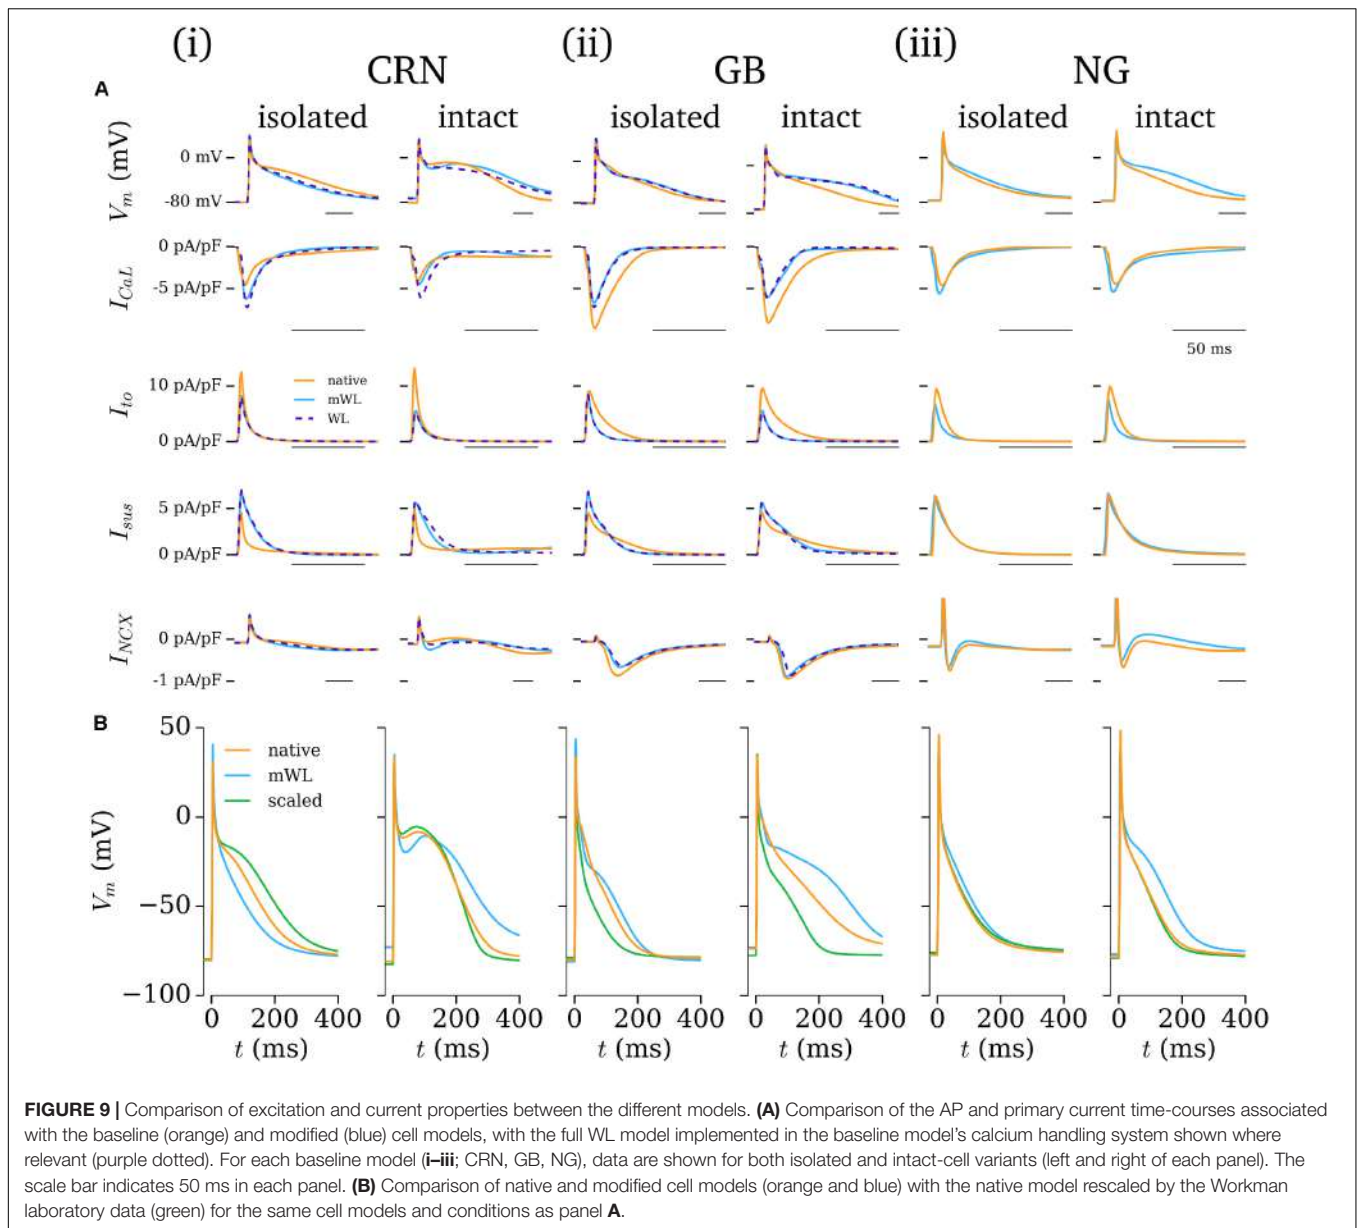 (i) (ii) (iii)
CRN GB NG
A
isolated intact isolated intact isolated intact
V_m (mV)
0 mV
-80 mV
I_CaL
0 pA/pF
-5 pA/pF
50 ms
I_to
10 pA/pF
0 pA/pF
native
mWL
WL
I_sus
5 pA/pF
0 pA/pF
I_NCX
0 pA/pF
-1 pA/pF
B
V_m (mV)
50
0
−50
−100
native
mWL
scaled
0 200 400 0 200 400 0 200 400 0 200 400 0 200 400 0 200 400
t (ms) t (ms) t (ms) t (ms) t (ms) t (ms)
FIGURE 9 | Comparison of excitation and current properties between the different models. (A) Comparison of the AP and primary current time-courses associated
with the baseline (orange) and modified (blue) cell models, with the full WL model implemented in the baseline model's calcium handling system shown where
relevant (purple dotted). For each baseline model (i–iii; CRN, GB, NG), data are shown for both isolated and intact-cell variants (left and right of each panel). The
scale bar indicates 50 ms in each panel. (B) Comparison of native and modified cell models (orange and blue) with the native model rescaled by the Workman
laboratory data (green) for the same cell models and conditions as panel A.